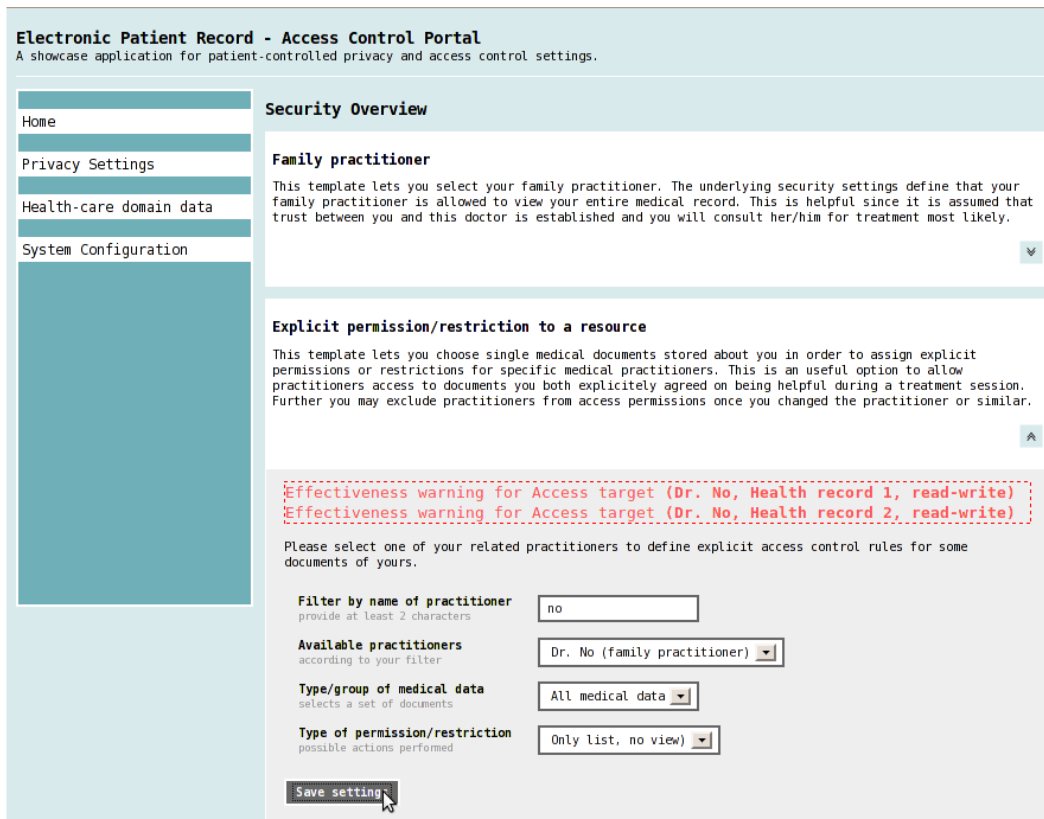 Electronic Patient Record - Access Control Portal
A showcase application for patient-controlled privacy and access control settings.
Home
Privacy Settings
Health-care domain data
System Configuration
Security Overview
Family practitioner
This template lets you select your family practitioner. The underlying security settings define that your
family practitioner is allowed to view your entire medical record. This is helpful since it is assumed that
trust between you and this doctor is established and you will consult her/him for treatment most likely.
Explicit permission/restriction to a resource
This template lets you choose single medical documents stored about you in order to assign explicit
permissions or restrictions for specific medical practitioners. This is an useful option to allow
practitioners access to documents you both explicitely agreed on being helpful during a treatment session.
Further you may exclude practitioners from access permissions once you changed the practitioner or similar.
Effectiveness warning for Access target (Dr. No, Health record 1, read-write)
Effectiveness warning for Access target (Dr. No, Health record 2, read-write)
Please select one of your related practitioners to define explicit access control rules for some
documents of yours.
Filter by name of practitioner
provide at least 2 characters
no
Available practitioners
according to your filter
Dr. No (family practitioner)
Type/group of medical data
selects a set of documents
All medical data
Type of permission/restriction
possible actions performed
Only list, no view)
Save settings